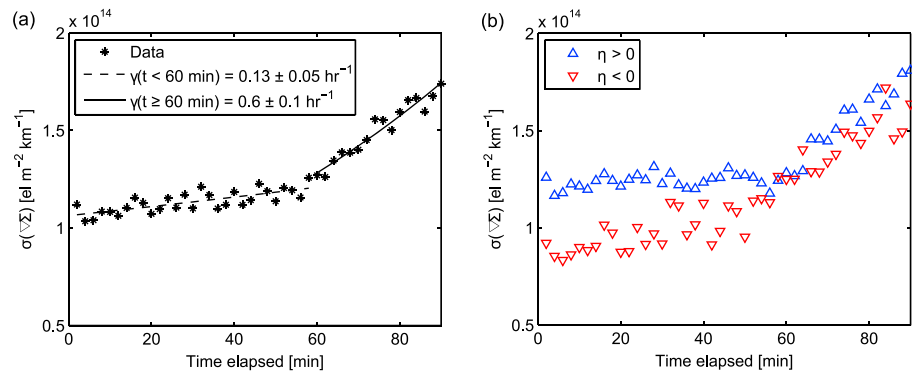 (a)
x 10^14
2
1.5
1
0.5
0 20 40 60 80
σ(▽Σ) [el m⁻² km⁻¹]
Time elapsed [min]
Data
γ(t < 60 min) = 0.13 ± 0.05 hr⁻¹
γ(t ≥ 60 min) = 0.6 ± 0.1 hr⁻¹
(b)
x 10^14
2
1.5
1
0.5
0 20 40 60 80
σ(▽Σ) [el m⁻² km⁻¹]
Time elapsed [min]
η > 0
η < 0